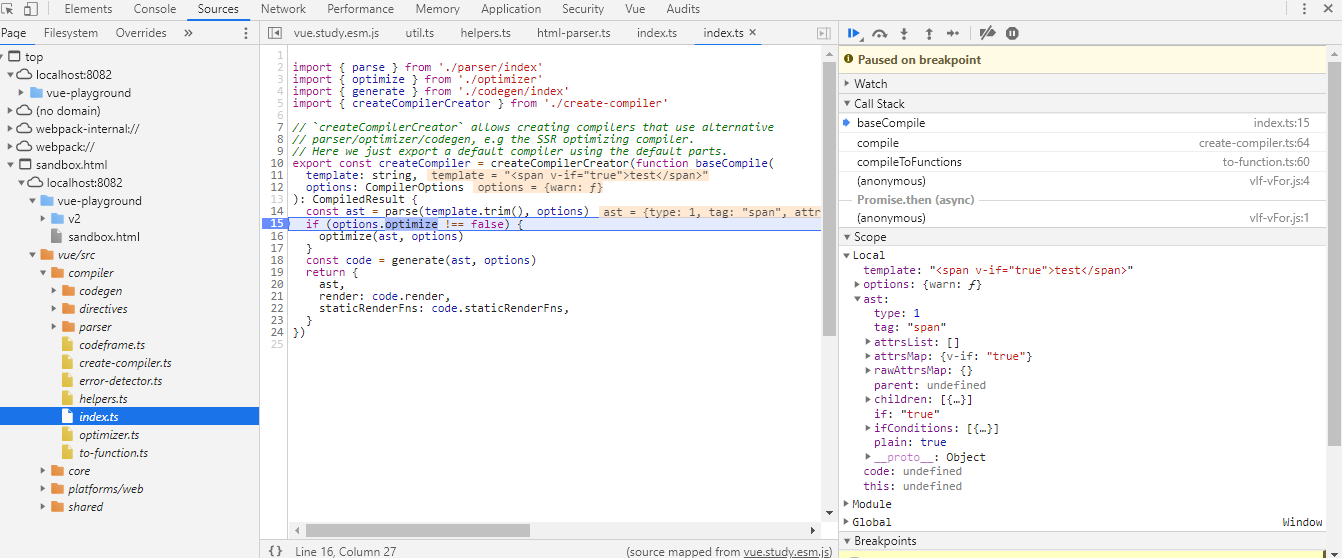 Elements Console Sources Network Performance Memory Application Security Vue Audits
Page Filesystem Overrides »
top
localhost:8082
vue-playground
(no domain)
webpack-internal://
webpack://
sandbox.html
localhost:8082
vue-playground
v2
sandbox.html
vue/src
compiler
codegen
directives
parser
codeframe.ts
create-compiler.ts
error-detector.ts
helpers.ts
index.ts
optimizer.ts
to-function.ts
core
platforms/web
shared
vue.study.esm.js util.ts helpers.ts html-parser.ts index.ts index.ts ×
1
2 import { parse } from './parser/index'
3 import { optimize } from './optimizer'
4 import { generate } from './codegen/index'
5 import { createCompilerCreator } from './create-compiler'
6
7 // `createCompilerCreator` allows creating compilers that use alternative
8 // parser/optimizer/codegen, e.g the SSR optimizing compiler.
9 // Here we just export a default compiler using the default parts.
10 export const createCompiler = createCompilerCreator(function baseCompile(
11 template: string, template = "<span v-if="true">test</span>"
12 options: CompilerOptions options = {warn: ƒ}
13 ): CompiledResult {
14 const ast = parse(template.trim(), options) ast = {type: 1, tag: "span", attr
15 if (options.optimize !== false) {
16 optimize(ast, options)
17 }
18 const code = generate(ast, options)
19 return {
20 ast,
21 render: code.render,
22 staticRenderFns: code.staticRenderFns,
23 }
24 })
25
{} Line 16, Column 27 (source mapped from vue.study.esm.js)
Paused on breakpoint
Watch
Call Stack
baseCompile index.ts:15
compile create-compiler.ts:64
compileToFunctions to-function.ts:60
(anonymous) vlf-vFor.js:4
Promise.then (async)
(anonymous) vlf-vFor.js:1
Scope
Local
template: "<span v-if="true">test</span>"
options: {warn: ƒ}
ast:
type: 1
tag: "span"
attrsList: []
attrsMap: {v-if: "true"}
rawAttrsMap: {}
parent: undefined
children: [{…}]
if: "true"
ifConditions: [{…}]
plain: true
__proto__: Object
code: undefined
this: undefined
Module
Global Window
Breakpoints